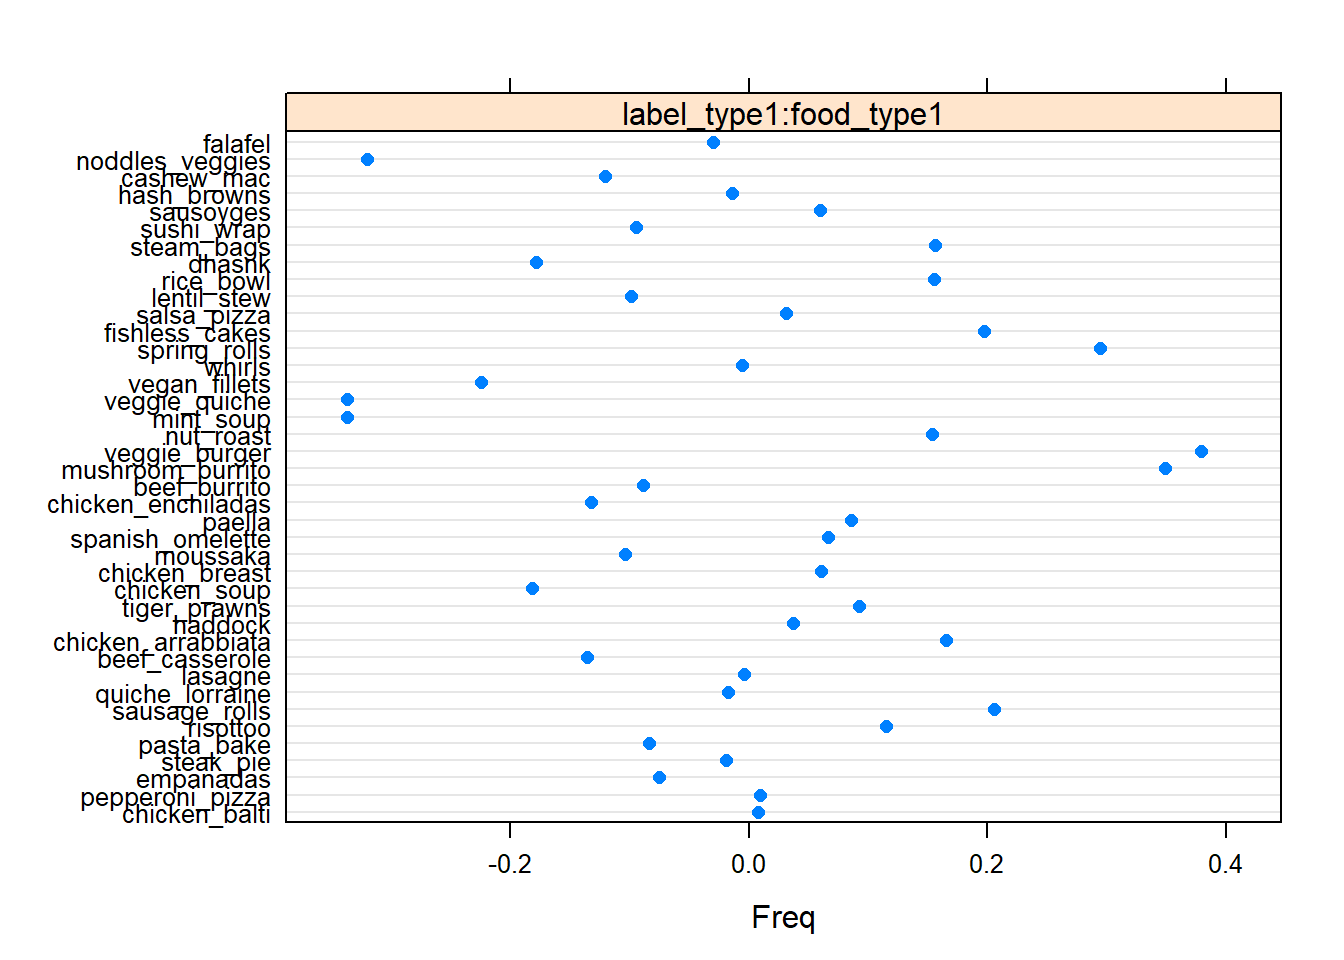 label_type1:food_type1
falafel
noddles_veggies
cashew_mac
hash_browns
sausoyges
sushi_wrap
steam_bags
dhasnk
rice_bowl
lentil_stew
salsa_pizza
fishless_cakes
spring_rolls
whirls
vegan_fillets
veggie_quiche
mint_soup
nut_roast
veggie_burger
mushroom_burrito
beef_burrito
chicken_enchiladas
paella
spanish_omelette
moussaka
chicken_breast
chicken_soup
tiger_prawns
haddock
chicken_arrabbiata
beef_casserole
lasagne
quiche_lorraine
sausage_rolls
risottoo
pasta_bake
steak_pie
empanadas
pepperoni_pizza
chicken_balti
-0.2 0.0 0.2 0.4
Freq